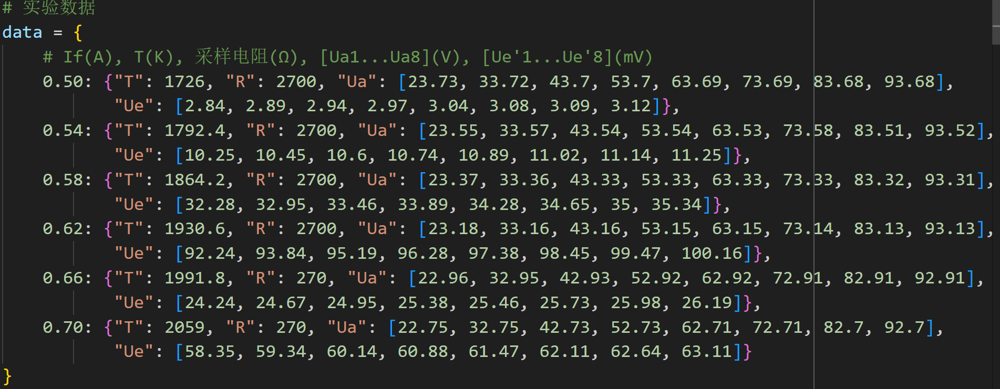 # 实验数据
data = {
# If(A), T(K), 采样电阻(Ω), [Ua1...Ua8](V), [Ue'1...Ue'8](mV)
0.50: {"T": 1726, "R": 2700, "Ua": [23.73, 33.72, 43.7, 53.7, 63.69, 73.69, 83.68, 93.68],
"Ue": [2.84, 2.89, 2.94, 2.97, 3.04, 3.08, 3.09, 3.12]},
0.54: {"T": 1792.4, "R": 2700, "Ua": [23.55, 33.57, 43.54, 53.54, 63.53, 73.58, 83.51, 93.52],
"Ue": [10.25, 10.45, 10.6, 10.74, 10.89, 11.02, 11.14, 11.25]},
0.58: {"T": 1864.2, "R": 2700, "Ua": [23.37, 33.36, 43.33, 53.33, 63.33, 73.33, 83.32, 93.31],
"Ue": [32.28, 32.95, 33.46, 33.89, 34.28, 34.65, 35, 35.34]},
0.62: {"T": 1930.6, "R": 2700, "Ua": [23.18, 33.16, 43.16, 53.15, 63.15, 73.14, 83.13, 93.13],
"Ue": [92.24, 93.84, 95.19, 96.28, 97.38, 98.45, 99.47, 100.16]},
0.66: {"T": 1991.8, "R": 270, "Ua": [22.96, 32.95, 42.93, 52.92, 62.92, 72.91, 82.91, 92.91],
"Ue": [24.24, 24.67, 24.95, 25.38, 25.46, 25.73, 25.98, 26.19]},
0.70: {"T": 2059, "R": 270, "Ua": [22.75, 32.75, 42.73, 52.73, 62.71, 72.71, 82.7, 92.7],
"Ue": [58.35, 59.34, 60.14, 60.88, 61.47, 62.11, 62.64, 63.11]}
}